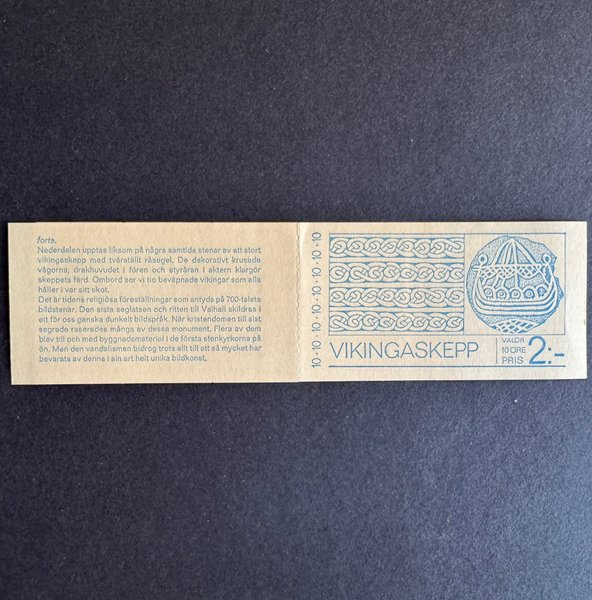 forts.
Nederdelen upptas liksom på några samtida stenar av ett stort
vikingaskepp med tvärställt råsegel. De dekorativt krusade
vågorna, drakhuvudet i fören och styråran i aktern klargör
skeppets färd. Ombord ser vi tio beväpnade vikingar som alla
håller i var sitt skot.
Det är tidens religiösa föreställningar som antyds på 700-talets
bildstenar. Den sista seglatsen och ritten till Valhall skildras i
ett för oss ganska dunkelt bildspråk. När kristendomen till sist
segrade raserades många av dessa monument. Flera av dem
blev till och med byggnadsmaterial i de första stenkyrkorna på
ön. Men den vandalismen bidrog trots allt till att så mycket har
bevarats av denna i sin art helt unika bildkonst.
10·10·10·10·10·10·10·10·10·10
VIKINGASKEPP
VALÖR
10 ÖRE
PRIS 2:-